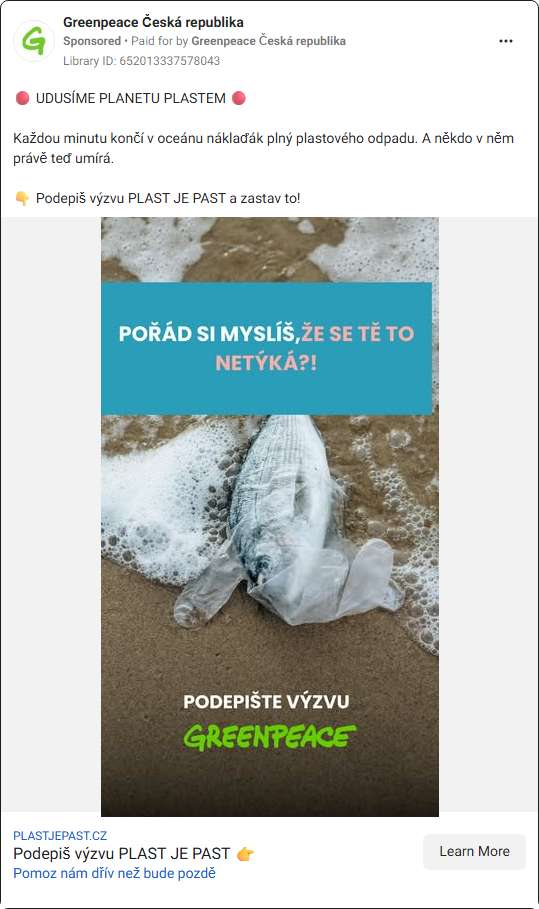 Greenpeace Česká republika
Sponsored • Paid for by Greenpeace Česká republika
Library ID: 652013337578043
🔴 UDUSÍME PLANETU PLASTEM 🔴
Každou minutu končí v oceánu náklaďák plný plastového odpadu. A někdo v něm
právě teď umírá.
👇 Podepiš výzvu PLAST JE PAST a zastav to!
POŘÁD SI MYSLÍŠ,ŽE SE TĚ TO
NETÝKÁ?!
PODEPIŠTE VÝZVU
GREENPEACE
PLASTJEPAST.CZ
Podepiš výzvu PLAST JE PAST 👉
Pomoz nám dřív než bude pozdě
Learn More